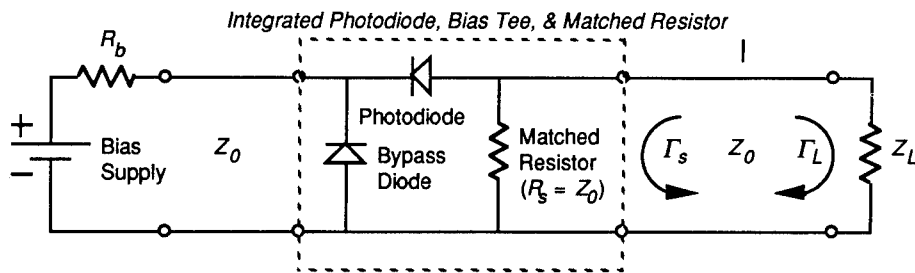 Integrated Photodiode, Bias Tee, & Matched Resistor
R_b
l
+
−
Bias
Supply
Z_0
Photodiode
Bypass
Diode
Matched
Resistor
(R_s = Z_0)
Γ_s
Z_0
Γ_L
Z_L